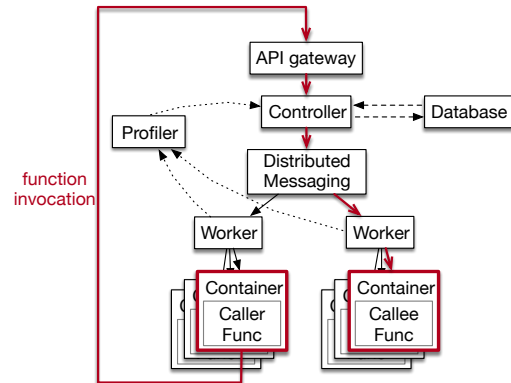 API gateway
Controller
Database
Profiler
Distributed
Messaging
function
invocation
Worker
Worker
Container
Caller
Func
Container
Callee
Func